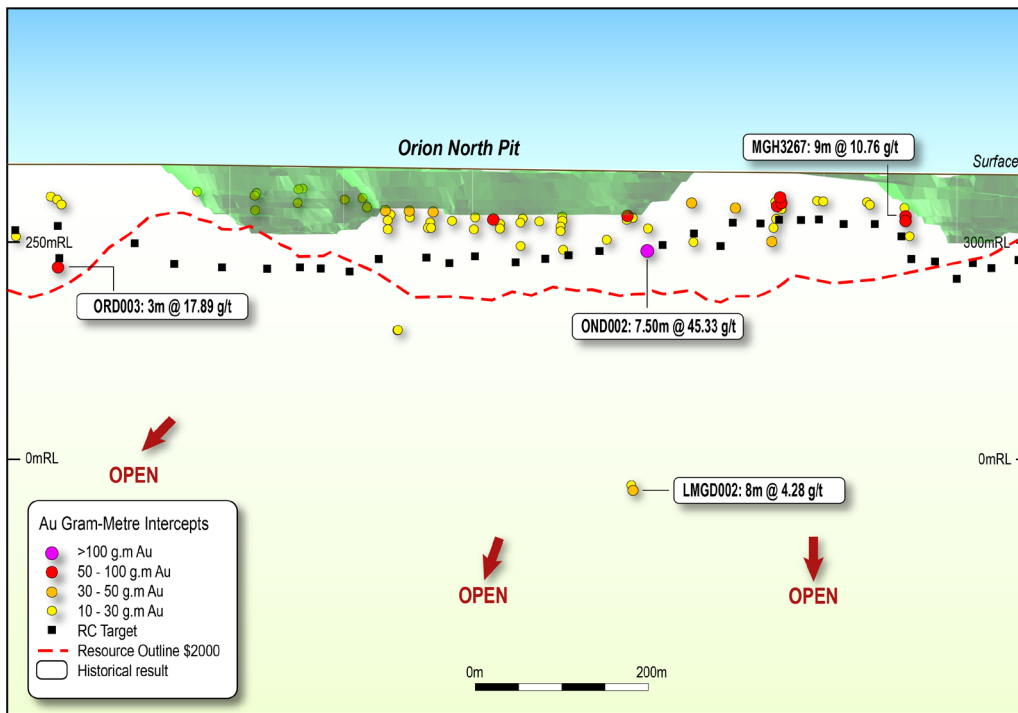 Orion North Pit
MGH3267: 9m @ 10.76 g/t
Surface
250mRL
300mRL
ORD003: 3m @ 17.89 g/t
OND002: 7.50m @ 45.33 g/t
0mRL
0mRL
OPEN
LMGD002: 8m @ 4.28 g/t
OPEN
OPEN
Au Gram-Metre Intercepts
>100 g.m Au
50 - 100 g.m Au
30 - 50 g.m Au
10 - 30 g.m Au
RC Target
Resource Outline $2000
Historical result
0m
200m